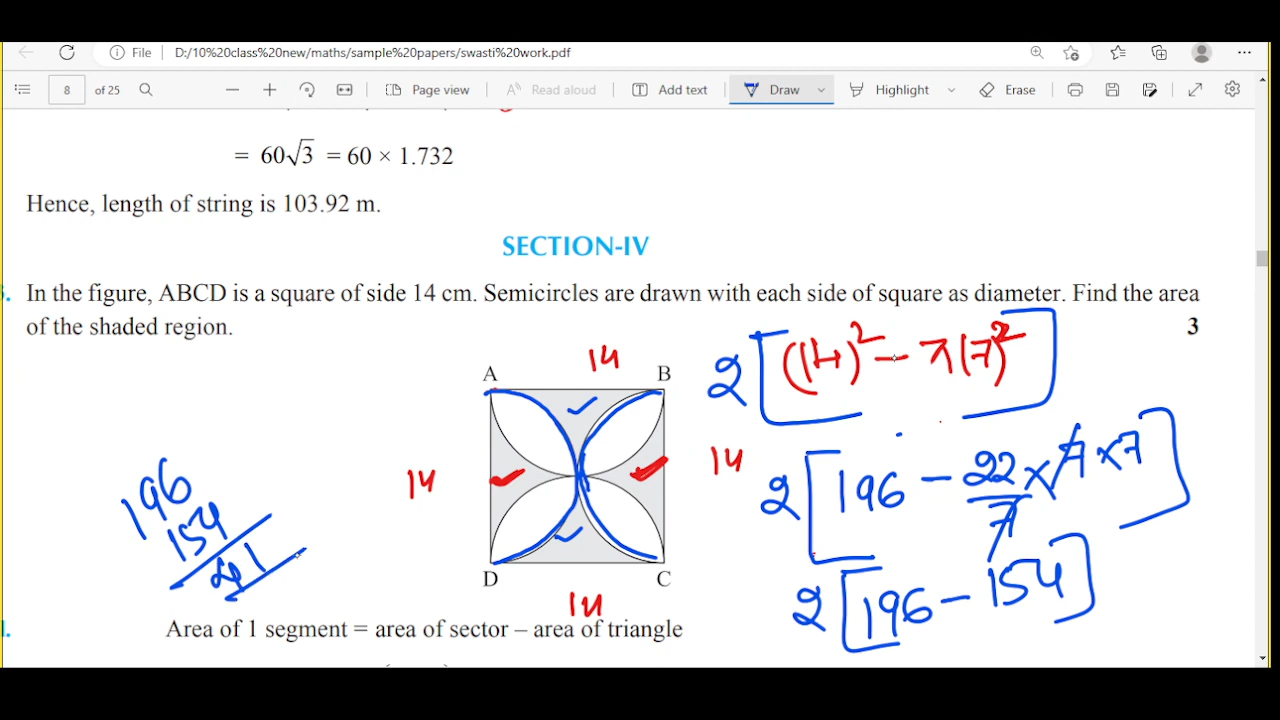 File D:/10%20class%20new/maths/sample%20papers/swasti%20work.pdf
8 of 25 Page view Read aloud Add text Draw Highlight Erase
= 60√3 = 60 × 1.732
Hence, length of string is 103.92 m.
SECTION-IV
In the figure, ABCD is a square of side 14 cm. Semicircles are drawn with each side of square as diameter. Find the area
of the shaded region. 3
14
A B
2 [(14)² − π(7)²]
14
14
2 [196 − 22/7 × 7 × 7]
196
154
D C
14
2 [196 − 154]
Area of 1 segment = area of sector – area of triangle